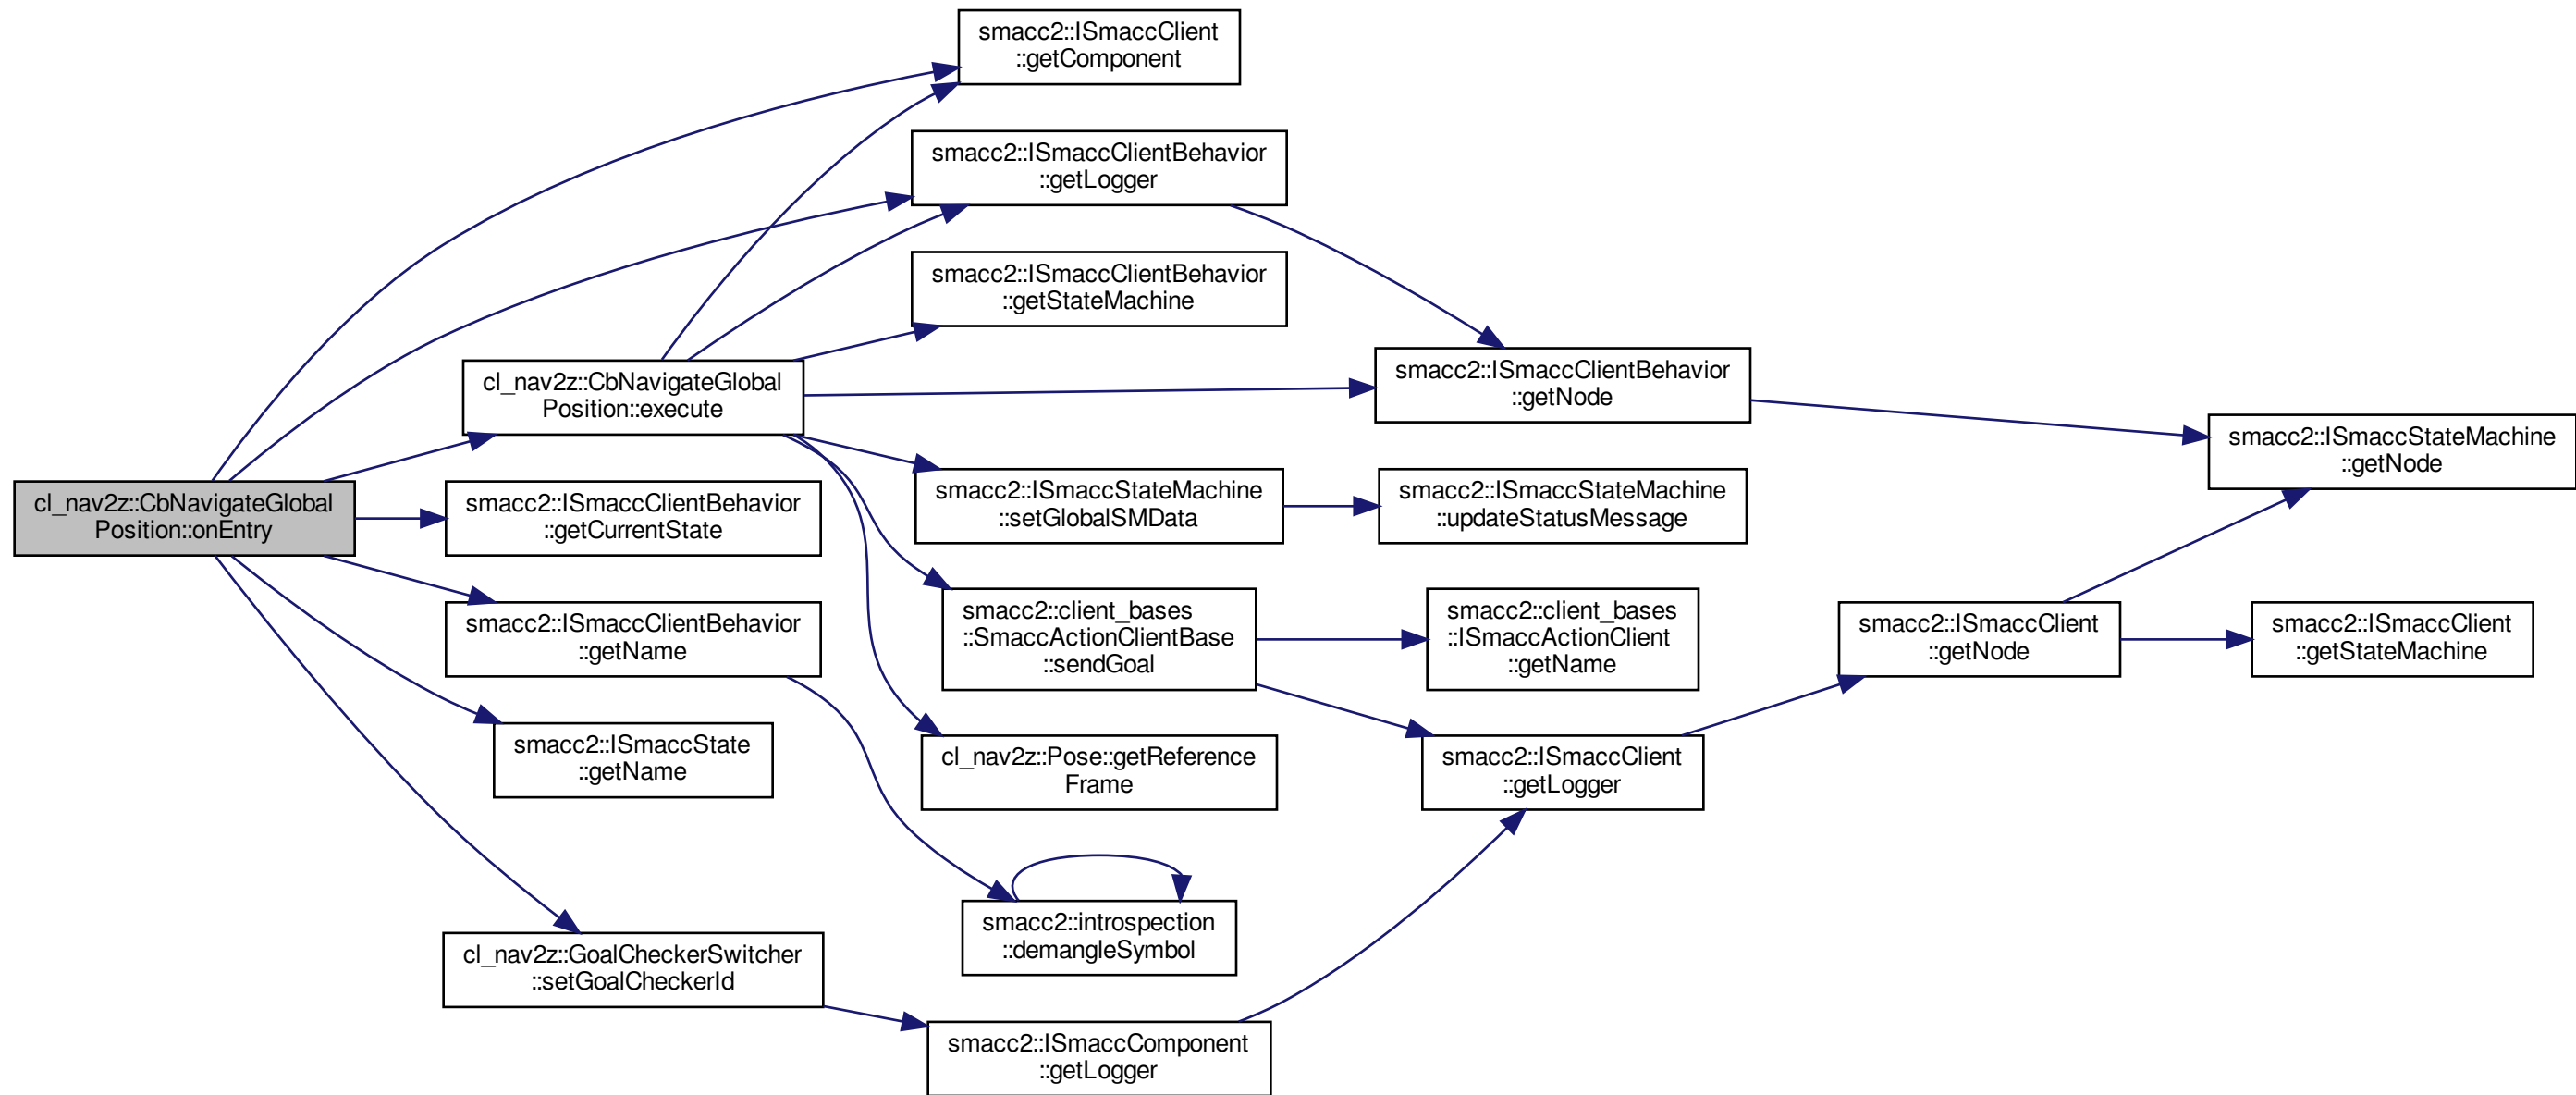 smacc2::ISmaccClient
::getComponent
smacc2::ISmaccClientBehavior
::getLogger
smacc2::ISmaccClientBehavior
::getStateMachine
cl_nav2z::CbNavigateGlobal
Position::execute
smacc2::ISmaccClientBehavior
::getNode
smacc2::ISmaccStateMachine
::getNode
cl_nav2z::CbNavigateGlobal
Position::onEntry
smacc2::ISmaccClientBehavior
::getCurrentState
smacc2::ISmaccStateMachine
::setGlobalSMData
smacc2::ISmaccStateMachine
::updateStatusMessage
smacc2::ISmaccClientBehavior
::getName
smacc2::client_bases
::SmaccActionClientBase
::sendGoal
smacc2::client_bases
::ISmaccActionClient
::getName
smacc2::ISmaccClient
::getNode
smacc2::ISmaccClient
::getStateMachine
smacc2::ISmaccState
::getName
cl_nav2z::Pose::getReference
Frame
smacc2::ISmaccClient
::getLogger
smacc2::introspection
::demangleSymbol
cl_nav2z::GoalCheckerSwitcher
::setGoalCheckerId
smacc2::ISmaccComponent
::getLogger